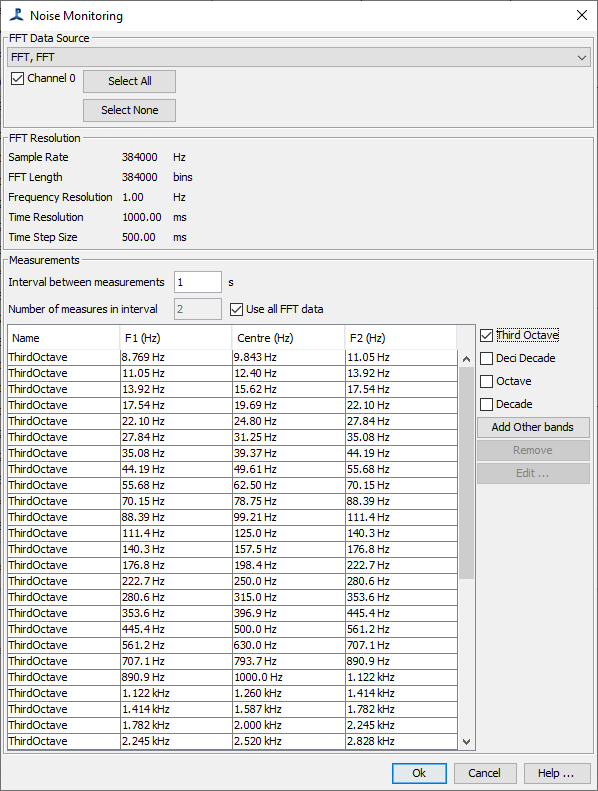 Noise Monitoring
FFT Data Source
FFT, FFT
Channel 0 Select All
Select None
FFT Resolution
Sample Rate 384000 Hz
FFT Length 384000 bins
Frequency Resolution 1.00 Hz
Time Resolution 1000.00 ms
Time Step Size 500.00 ms
Measurements
Interval between measurements 1 s
Number of measures in interval 2 Use all FFT data
Name F1 (Hz) Centre (Hz) F2 (Hz)
ThirdOctave 8.769 Hz 9.843 Hz 11.05 Hz
ThirdOctave 11.05 Hz 12.40 Hz 13.92 Hz
ThirdOctave 13.92 Hz 15.62 Hz 17.54 Hz
ThirdOctave 17.54 Hz 19.69 Hz 22.10 Hz
ThirdOctave 22.10 Hz 24.80 Hz 27.84 Hz
ThirdOctave 27.84 Hz 31.25 Hz 35.08 Hz
ThirdOctave 35.08 Hz 39.37 Hz 44.19 Hz
ThirdOctave 44.19 Hz 49.61 Hz 55.68 Hz
ThirdOctave 55.68 Hz 62.50 Hz 70.15 Hz
ThirdOctave 70.15 Hz 78.75 Hz 88.39 Hz
ThirdOctave 88.39 Hz 99.21 Hz 111.4 Hz
ThirdOctave 111.4 Hz 125.0 Hz 140.3 Hz
ThirdOctave 140.3 Hz 157.5 Hz 176.8 Hz
ThirdOctave 176.8 Hz 198.4 Hz 222.7 Hz
ThirdOctave 222.7 Hz 250.0 Hz 280.6 Hz
ThirdOctave 280.6 Hz 315.0 Hz 353.6 Hz
ThirdOctave 353.6 Hz 396.9 Hz 445.4 Hz
ThirdOctave 445.4 Hz 500.0 Hz 561.2 Hz
ThirdOctave 561.2 Hz 630.0 Hz 707.1 Hz
ThirdOctave 707.1 Hz 793.7 Hz 890.9 Hz
ThirdOctave 890.9 Hz 1000.0 Hz 1.122 kHz
ThirdOctave 1.122 kHz 1.260 kHz 1.414 kHz
ThirdOctave 1.414 kHz 1.587 kHz 1.782 kHz
ThirdOctave 1.782 kHz 2.000 kHz 2.245 kHz
ThirdOctave 2.245 kHz 2.520 kHz 2.828 kHz
Third Octave
Deci Decade
Octave
Decade
Add Other bands
Remove
Edit ...
Ok Cancel Help ...